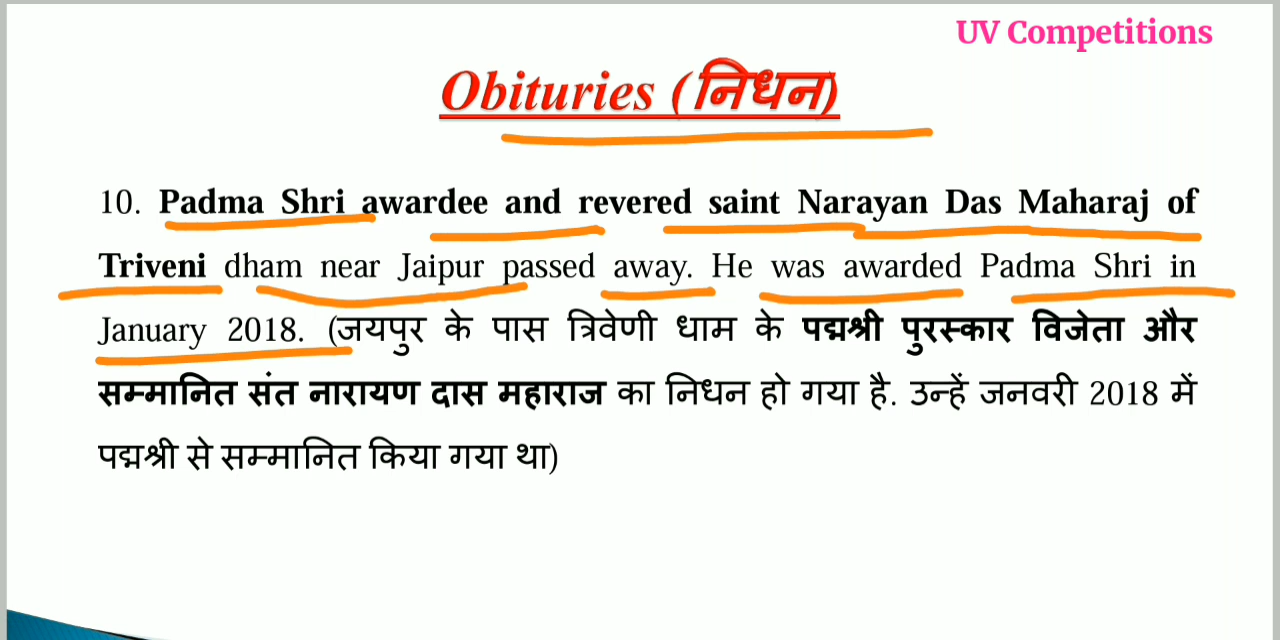 UV Competitions
Obituries (निधन)
10. Padma Shri awardee and revered saint Narayan Das Maharaj of
Triveni dham near Jaipur passed away. He was awarded Padma Shri in
January 2018. (जयपुर के पास त्रिवेणी धाम के पद्मश्री पुरस्कार विजेता और
सम्मानित संत नारायण दास महाराज का निधन हो गया है. उन्हें जनवरी 2018 में
पद्मश्री से सम्मानित किया गया था)